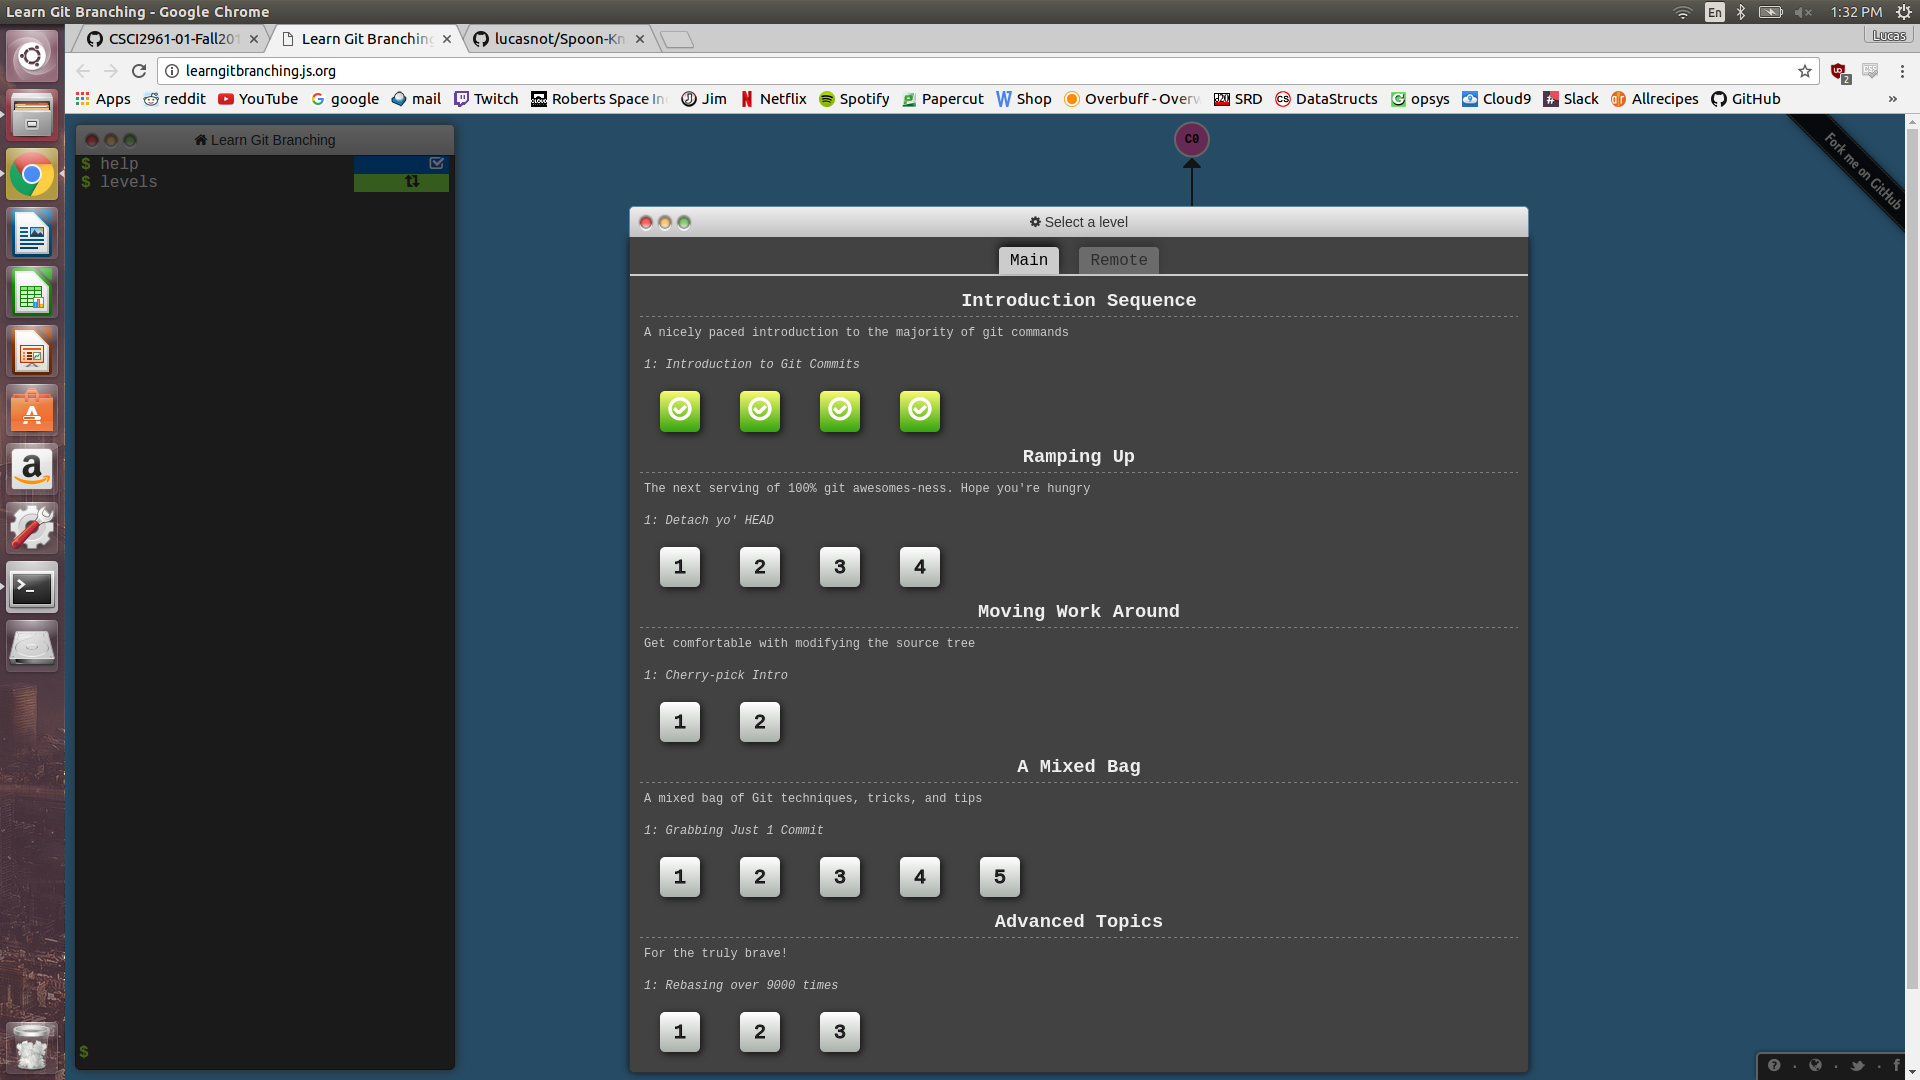 Learn Git Branching - Google Chrome
En
1:32 PM
CSCI2961-01-Fall201
Learn Git Branching
lucasnot/Spoon-Kn
Lucas
learngitbranching.js.org
2
Apps
reddit
YouTube
google
mail
Twitch
Roberts Space In
Jim
Netflix
Spotify
Papercut
Shop
Overbuff - Overw
SRD
DataStructs
opsys
Cloud9
Slack
Allrecipes
GitHub
»
Learn Git Branching
$ help
$ levels
$
C0
Fork me on GitHub
Select a level
Main
Remote
Introduction Sequence
A nicely paced introduction to the majority of git commands
1: Introduction to Git Commits
Ramping Up
The next serving of 100% git awesomes-ness. Hope you're hungry
1: Detach yo' HEAD
1 2 3 4
Moving Work Around
Get comfortable with modifying the source tree
1: Cherry-pick Intro
1 2
A Mixed Bag
A mixed bag of Git techniques, tricks, and tips
1: Grabbing Just 1 Commit
1 2 3 4 5
Advanced Topics
For the truly brave!
1: Rebasing over 9000 times
1 2 3